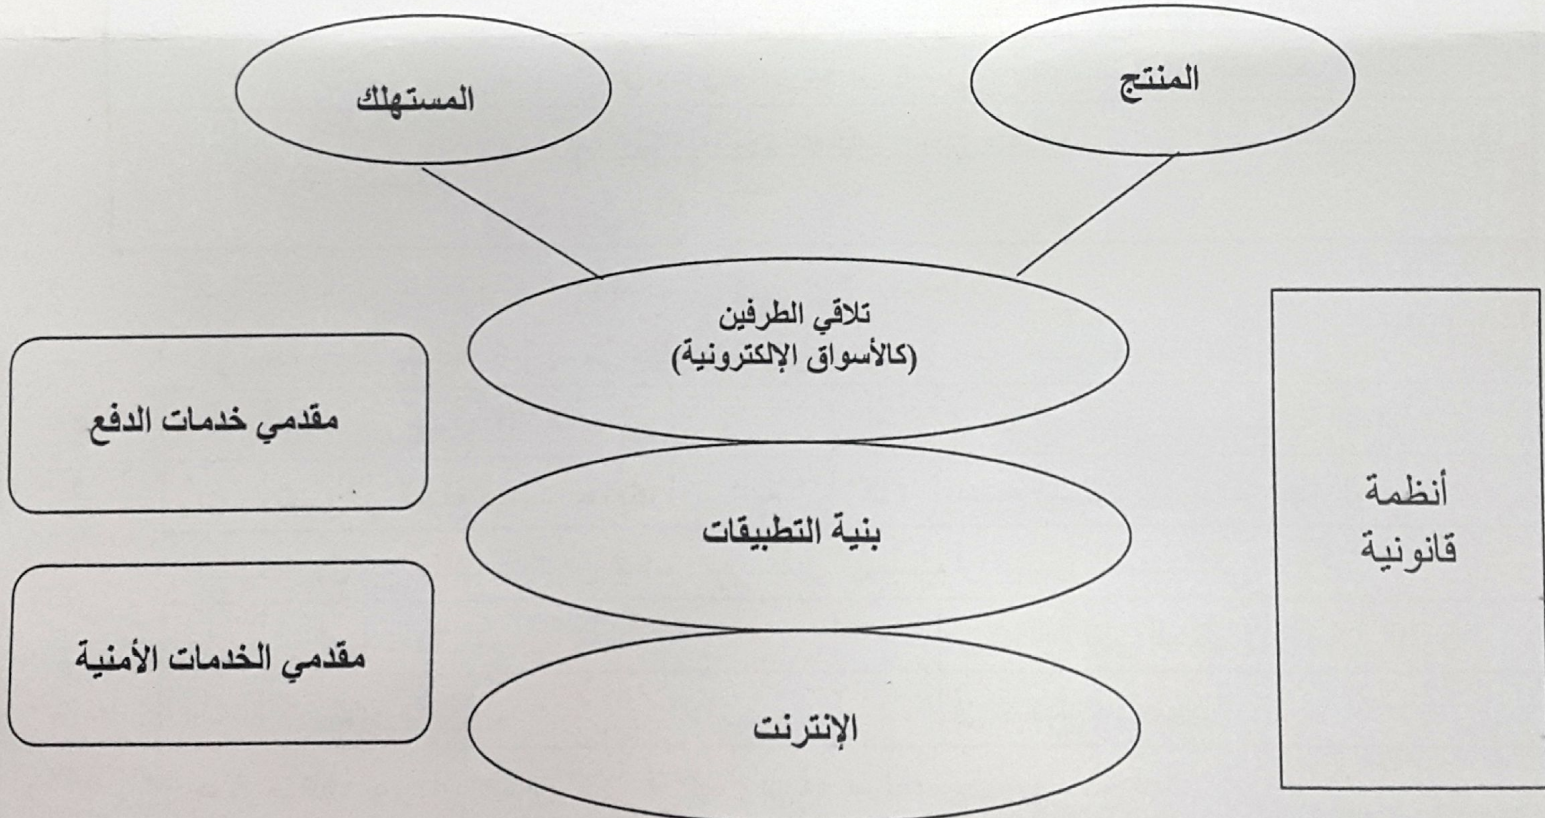 المنتج
المستهلك
تلاقي الطرفين
(كالأسواق الإلكترونية)
مقدمي خدمات الدفع
أنظمة
قانونية
بنية التطبيقات
مقدمي الخدمات الأمنية
الإنترنت